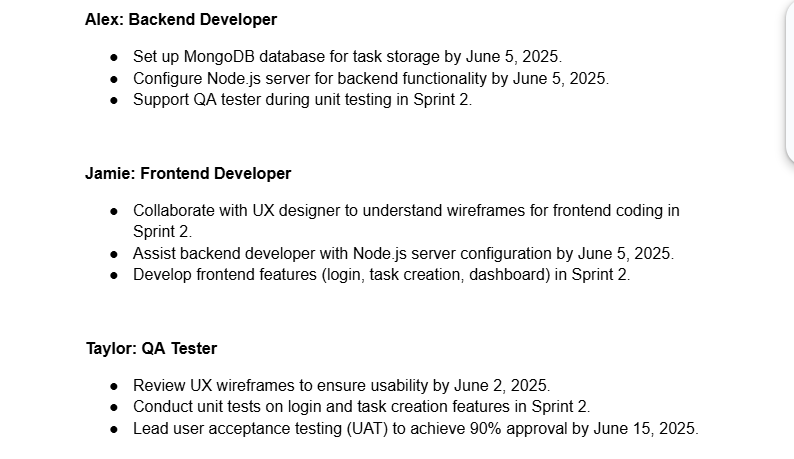 Alex: Backend Developer
● Set up MongoDB database for task storage by June 5, 2025.
● Configure Node.js server for backend functionality by June 5, 2025.
● Support QA tester during unit testing in Sprint 2.
Jamie: Frontend Developer
● Collaborate with UX designer to understand wireframes for frontend coding in
Sprint 2.
● Assist backend developer with Node.js server configuration by June 5, 2025.
● Develop frontend features (login, task creation, dashboard) in Sprint 2.
Taylor: QA Tester
● Review UX wireframes to ensure usability by June 2, 2025.
● Conduct unit tests on login and task creation features in Sprint 2.
● Lead user acceptance testing (UAT) to achieve 90% approval by June 15, 2025.